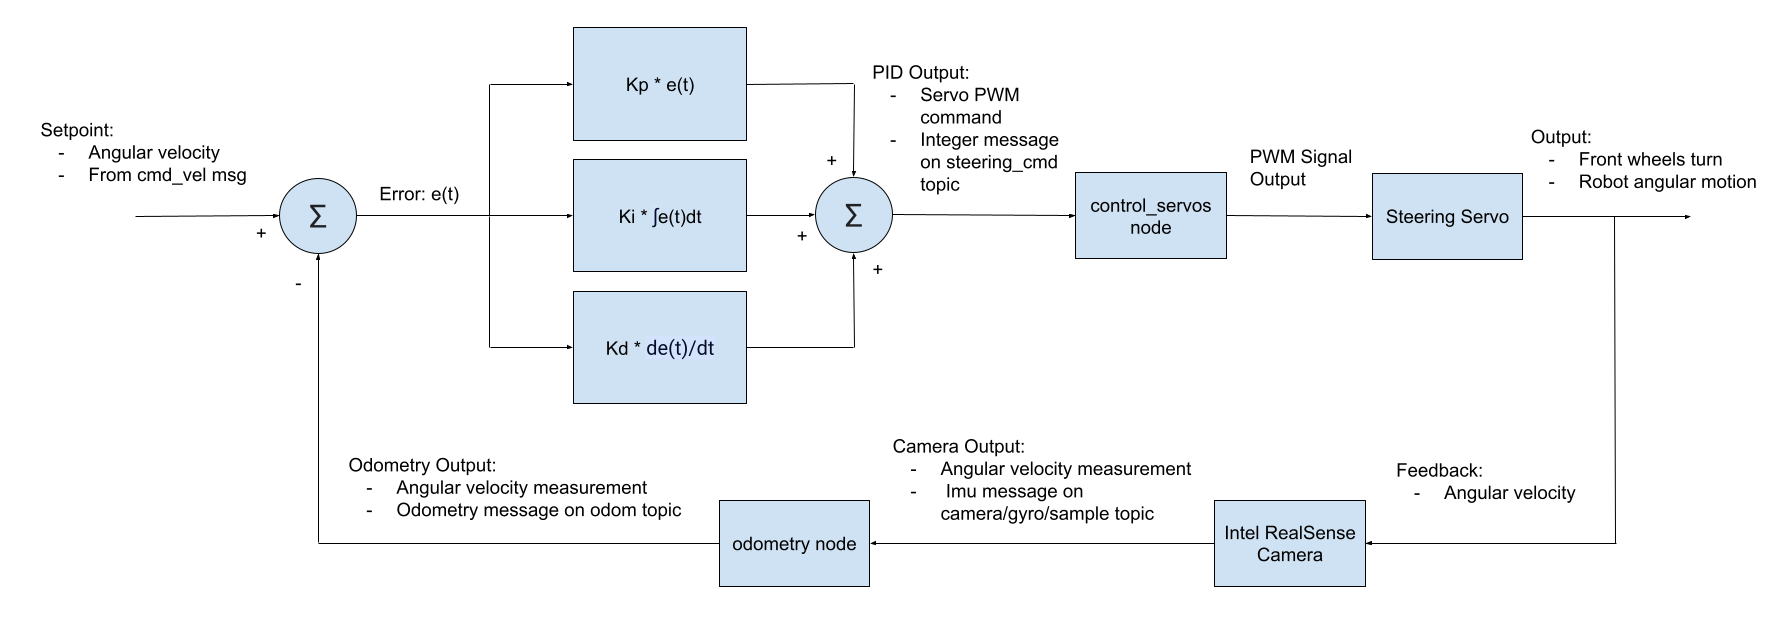 Setpoint:
- Angular velocity
- From cmd_vel msg
+
-
Σ
Error: e(t)
Kp * e(t)
Ki * ∫e(t)dt
Kd * de(t)/dt
+
+
+
Σ
PID Output:
- Servo PWM
command
- Integer message
on steering_cmd
topic
control_servos
node
PWM Signal
Output
Steering Servo
Output:
- Front wheels turn
- Robot angular motion
Feedback:
- Angular velocity
Intel RealSense
Camera
Camera Output:
- Angular velocity measurement
- Imu message on
camera/gyro/sample topic
odometry node
Odometry Output:
- Angular velocity measurement
- Odometry message on odom topic